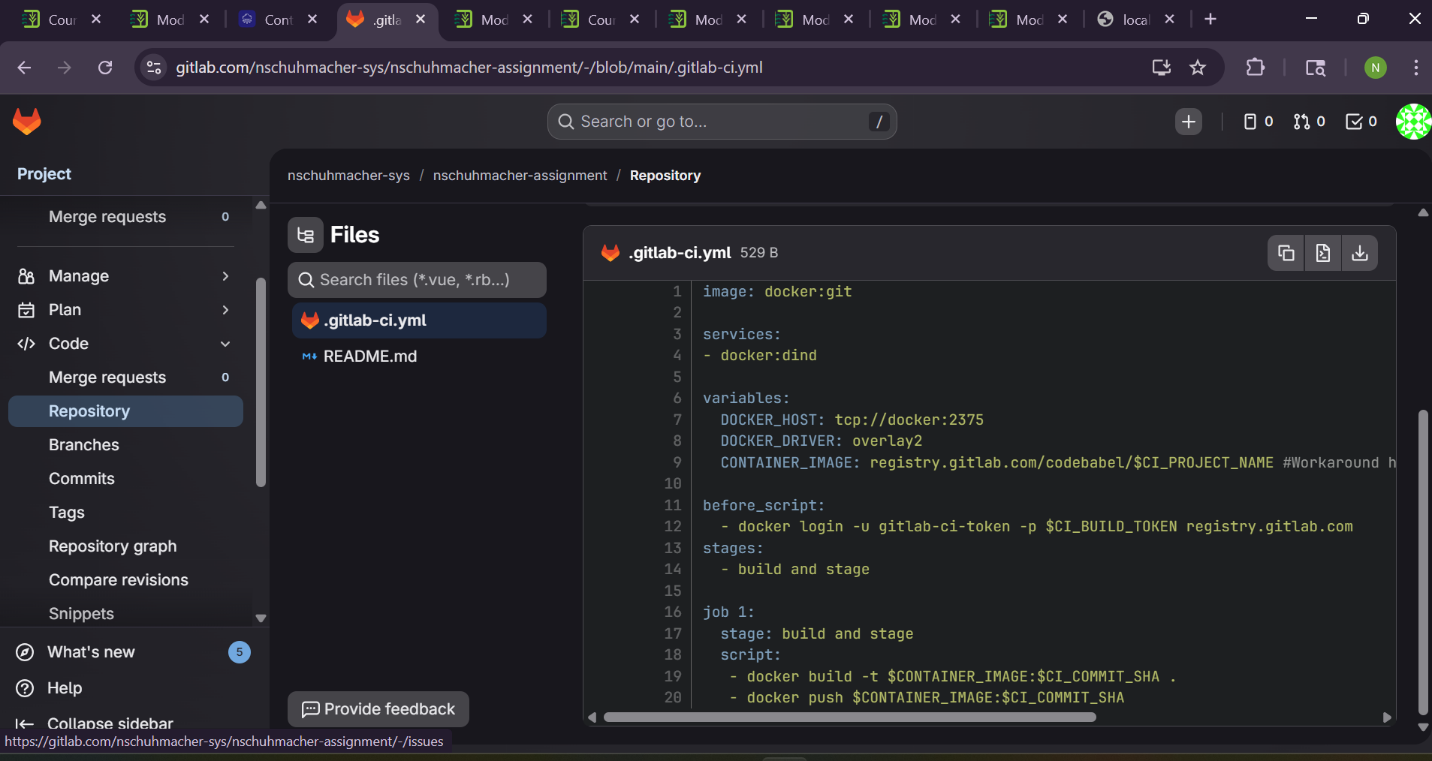 Cour
Mod
Cont
.gitla
Mod
Cour
Mod
Mod
Mod
Mod
local
gitlab.com/nschuhmacher-sys/nschuhmacher-assignment/-/blob/main/.gitlab-ci.yml
N
Search or go to...
/
0
0
0
Project
nschuhmacher-sys / nschuhmacher-assignment / Repository
Merge requests 0
Manage
Plan
Code
Merge requests 0
Repository
Branches
Commits
Tags
Repository graph
Compare revisions
Snippets
What's new 5
Help
Collapse sidebar
https://gitlab.com/nschuhmacher-sys/nschuhmacher-assignment/-/issues
Files
Search files (*.vue, *.rb...)
.gitlab-ci.yml
README.md
Provide feedback
.gitlab-ci.yml 529 B
1 image: docker:git
2
3 services:
4 - docker:dind
5
6 variables:
7 DOCKER_HOST: tcp://docker:2375
8 DOCKER_DRIVER: overlay2
9 CONTAINER_IMAGE: registry.gitlab.com/codebabel/$CI_PROJECT_NAME #Workaround h
10
11 before_script:
12 - docker login -u gitlab-ci-token -p $CI_BUILD_TOKEN registry.gitlab.com
13 stages:
14 - build and stage
15
16 job 1:
17 stage: build and stage
18 script:
19 - docker build -t $CONTAINER_IMAGE:$CI_COMMIT_SHA .
20 - docker push $CONTAINER_IMAGE:$CI_COMMIT_SHA